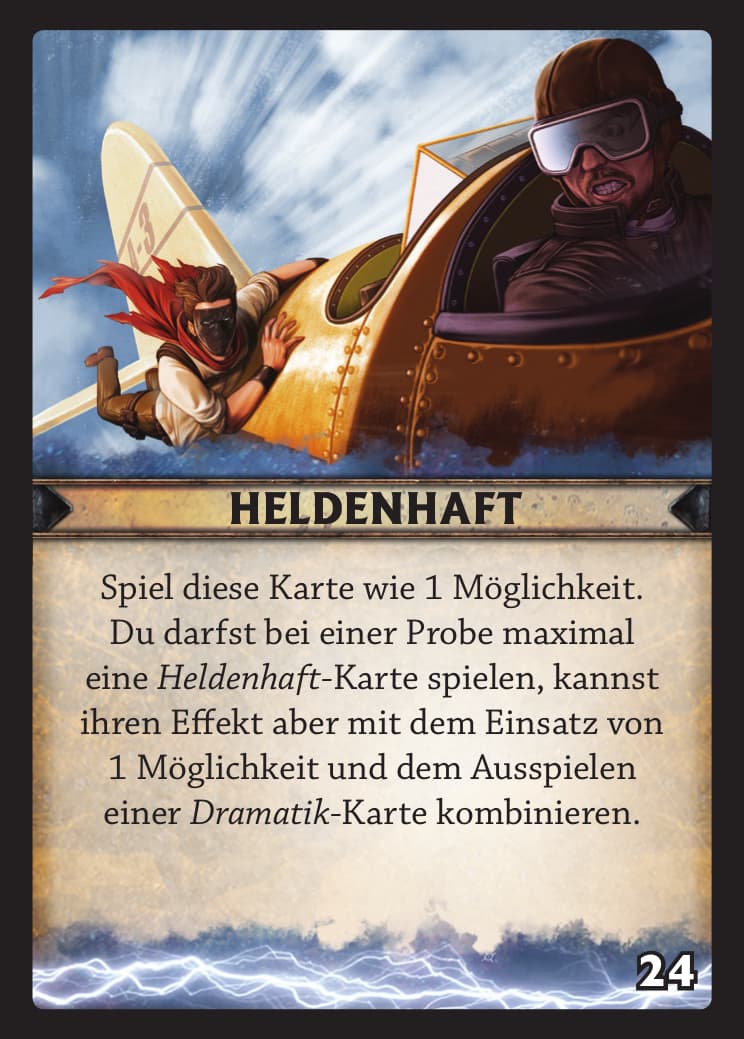 4:3
HELDENHAFT
Spiel diese Karte wie 1 Möglichkeit.
Du darfst bei einer Probe maximal
eine Heldenhaft-Karte spielen, kannst
ihren Effekt aber mit dem Einsatz von
1 Möglichkeit und dem Ausspielen
einer Dramatik-Karte kombinieren.
24